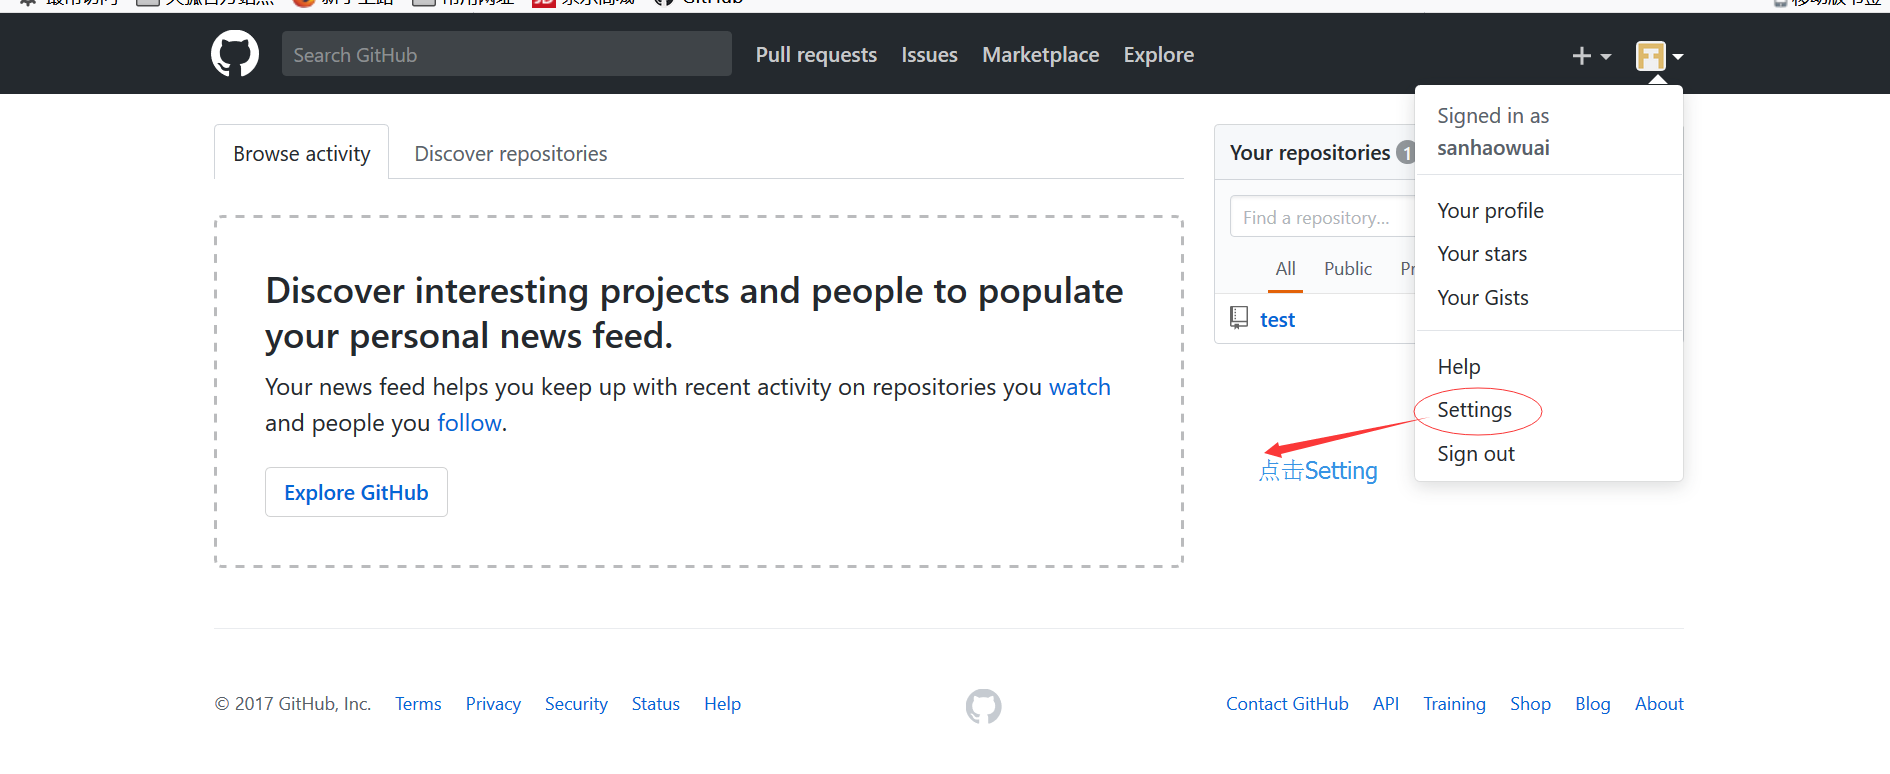 GitHub
Search GitHub
Pull requests
Issues
Marketplace
Explore
Signed in as
sanhaowuai
Browse activity
Discover repositories
Your repositories 1
Find a repository...
All
Public
Pr
test
Your profile
Your stars
Your Gists
Help
Settings
Sign out
点击Setting
Discover interesting projects and people to populate
your personal news feed.
Your news feed helps you keep up with recent activity on repositories you watch
and people you follow.
Explore GitHub
© 2017 GitHub, Inc.
Terms
Privacy
Security
Status
Help
Contact GitHub
API
Training
Shop
Blog
About